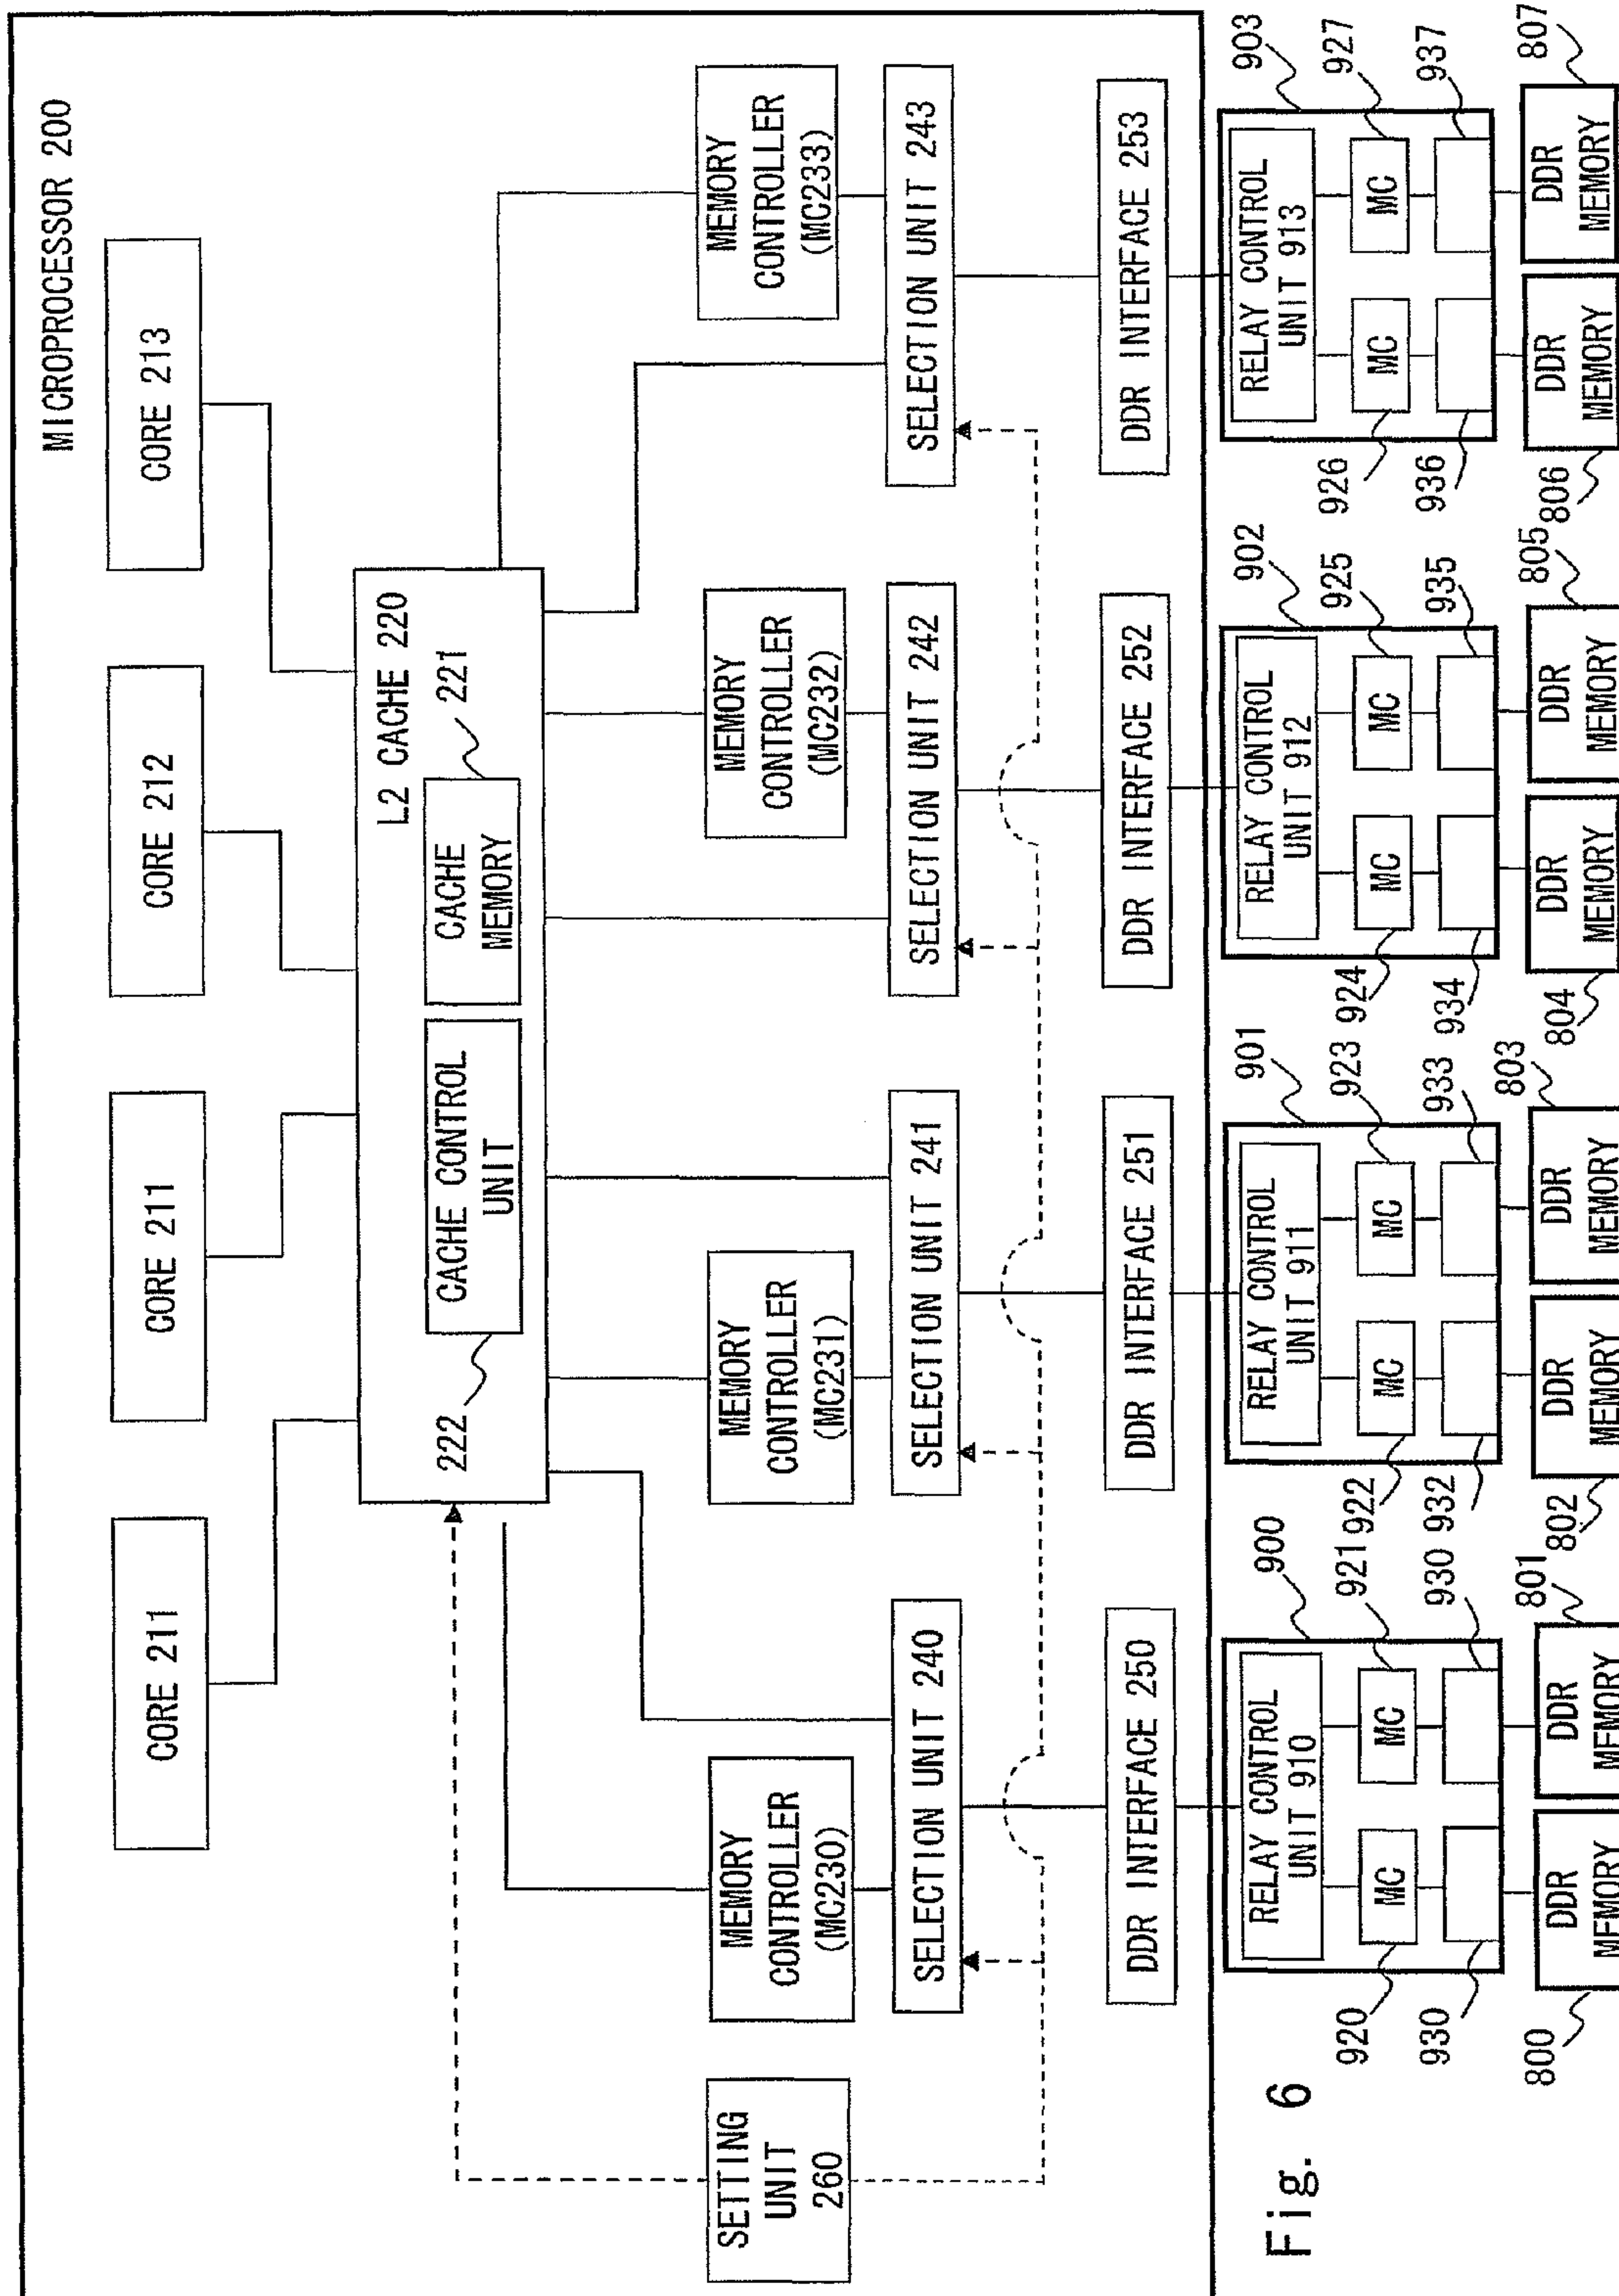 MICROPROCESSOR 200
CORE 211
CORE 211
CORE 212
CORE 213
L2 CACHE 220
222
CACHE CONTROL
UNIT
CACHE
MEMORY
221
SETTING
UNIT
260
MEMORY
CONTROLLER
(MC230)
MEMORY
CONTROLLER
(MC231)
MEMORY
CONTROLLER
(MC232)
MEMORY
CONTROLLER
(MC233)
SELECTION UNIT 240
SELECTION UNIT 241
SELECTION UNIT 242
SELECTION UNIT 243
DDR INTERFACE 250
DDR INTERFACE 251
DDR INTERFACE 252
DDR INTERFACE 253
900
RELAY CONTROL
UNIT 910
920
MC
MC
921
930
930
800
DDR
MEMORY
DDR
MEMORY
801
901
RELAY CONTROL
UNIT 911
922
MC
MC
923
932
933
802
DDR
MEMORY
DDR
MEMORY
803
902
RELAY CONTROL
UNIT 912
924
MC
MC
925
934
935
804
DDR
MEMORY
DDR
MEMORY
805
903
RELAY CONTROL
UNIT 913
926
MC
MC
927
936
937
806
DDR
MEMORY
DDR
MEMORY
807
Fig. 6